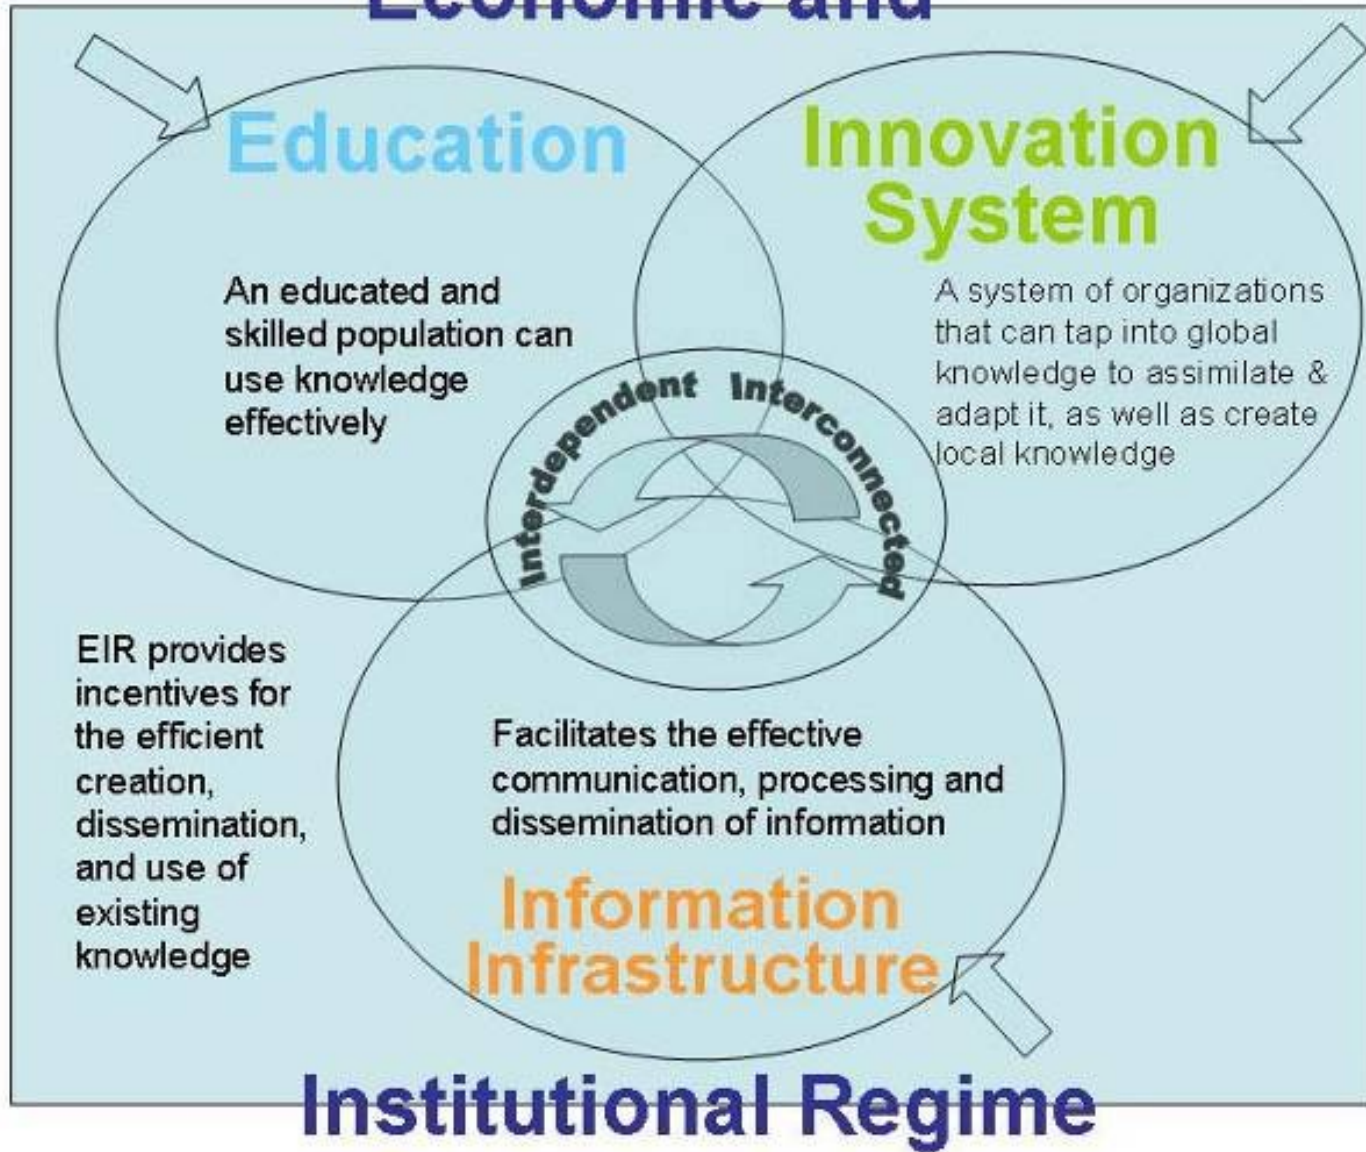 Economic and
Education
Innovation
System
An educated and
skilled population can
use knowledge
effectively
A system of organizations
that can tap into global
knowledge to assimilate &
adapt it, as well as create
local knowledge
Interdependent Interconnected
EIR provides
incentives for
the efficient
creation,
dissemination,
and use of
existing
knowledge
Facilitates the effective
communication, processing and
dissemination of information
Information
Infrastructure
Institutional Regime